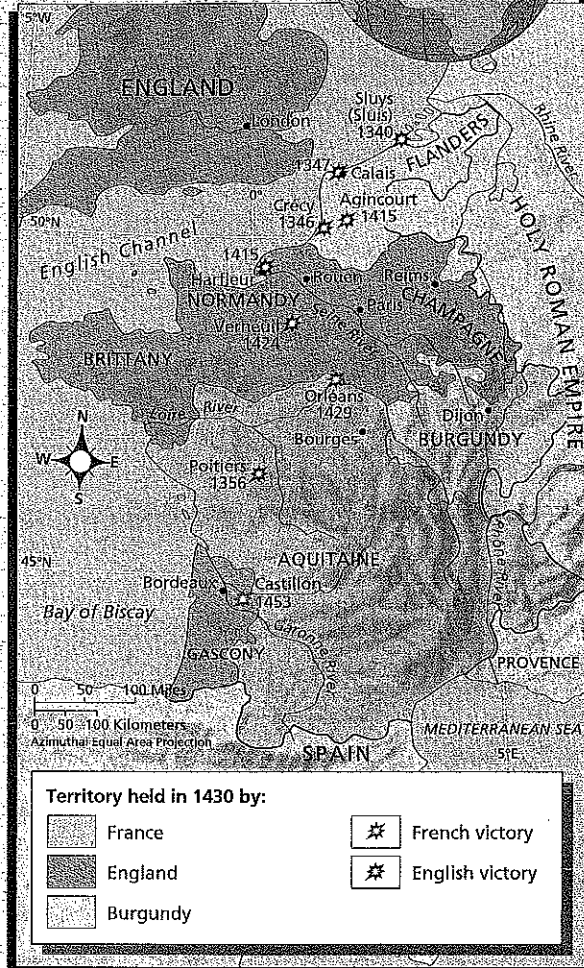 5°W
ENGLAND
London
Sluys
(Sluis)
1340
FLANDERS
Rhine River
1347
Calais
Agincourt
1415
Crécy
1346
0°
50°N
English Channel
HOLY ROMAN EMPIRE
1415
Harfleur
Rouen
Reims
NORMANDY
Paris
CHAMPAGNE
Seine River
Verneuil
1424
BRITTANY
Orléans
1429
Loire River
Dijon
Bourges
BURGUNDY
N
W E
S
Poitiers
1356
Rhône River
45°N
AQUITAINE
Bordeaux
Castillon
1453
Bay of Biscay
Garonne River
GASCONY
PROVENCE
0 50 100 Miles
0 50 100 Kilometers
Azimuthal Equal Area Projection
MEDITERRANEAN SEA
SPAIN
5°E
Territory held in 1430 by:
France
England
Burgundy
French victory
English victory